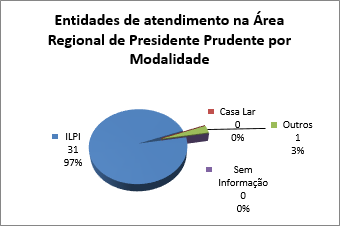 Entidades de atendimento na Área
Regional de Presidente Prudente por
Modalidade
ILPI
31
97%
Casa Lar
0
0%
Outros
1
3%
Sem
Informação
0
0%